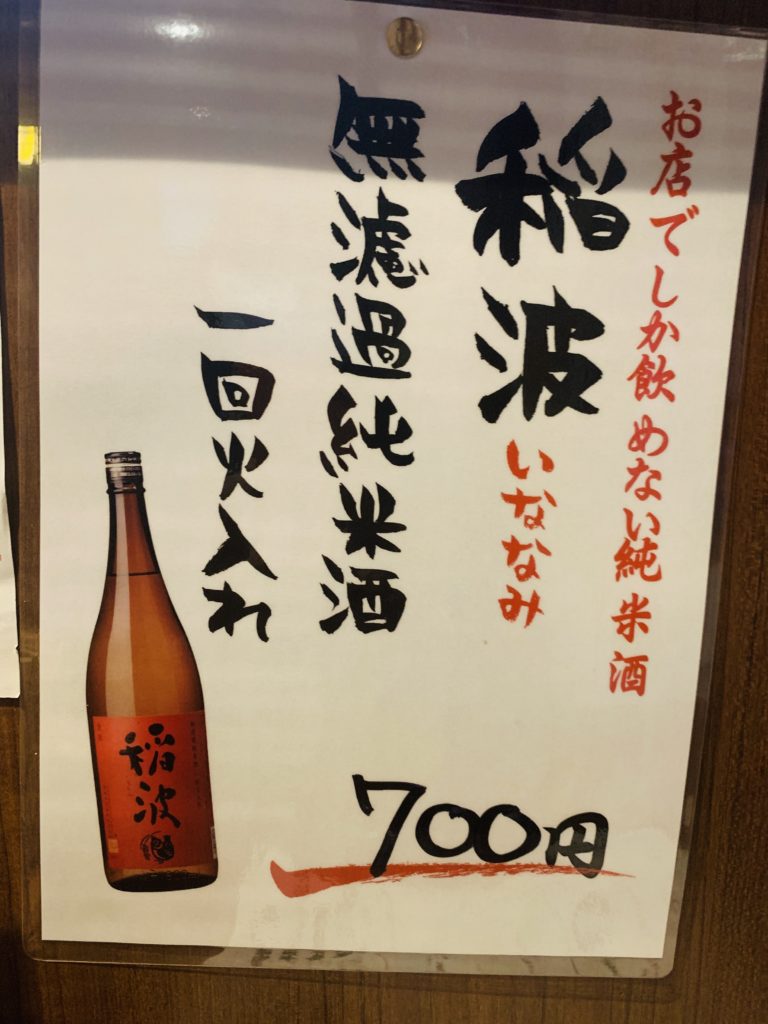 お店でしか飲めない純米酒
稲波
いななみ
無濾過純米酒
一回火入れ
700円
稲波